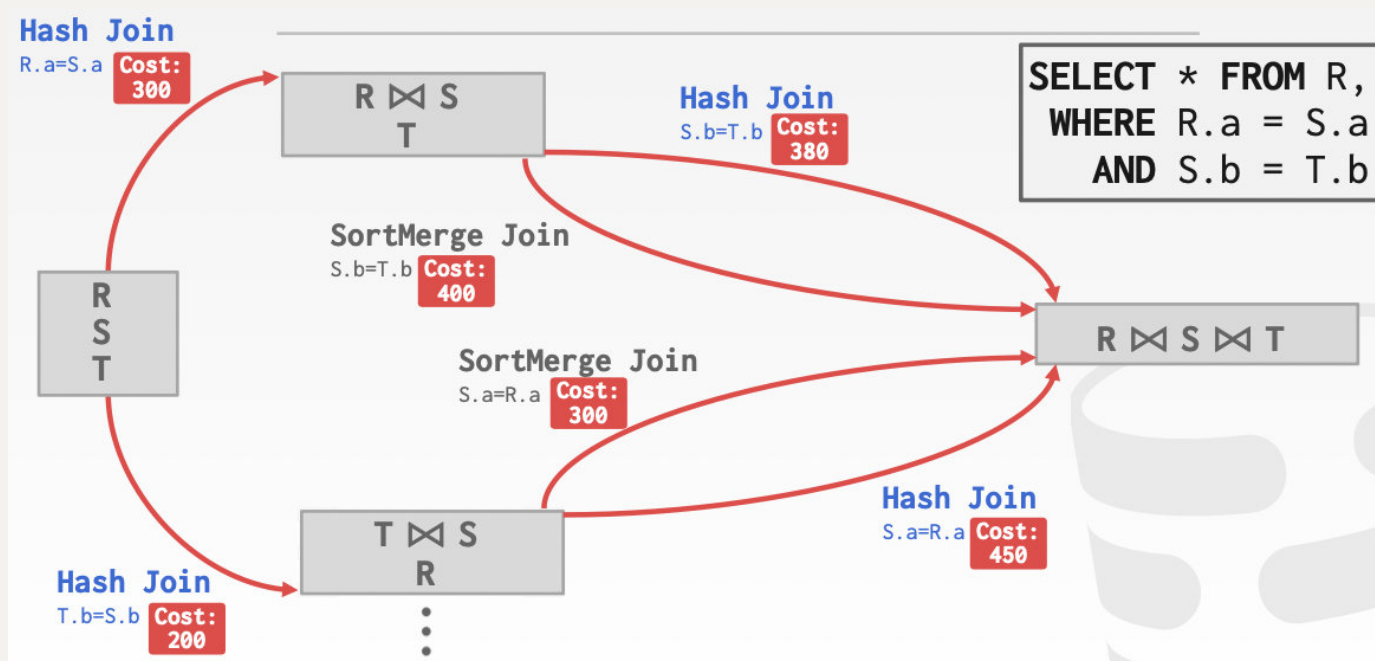 Hash Join
R.a=S.a
Cost:
300
R ⋈ S
T
Hash Join
S.b=T.b
Cost:
380
SELECT * FROM R,
WHERE R.a = S.a
AND S.b = T.b
SortMerge Join
S.b=T.b
Cost:
400
R
S
T
R ⋈ S ⋈ T
SortMerge Join
S.a=R.a
Cost:
300
T ⋈ S
R
Hash Join
S.a=R.a
Cost:
450
Hash Join
T.b=S.b
Cost:
200